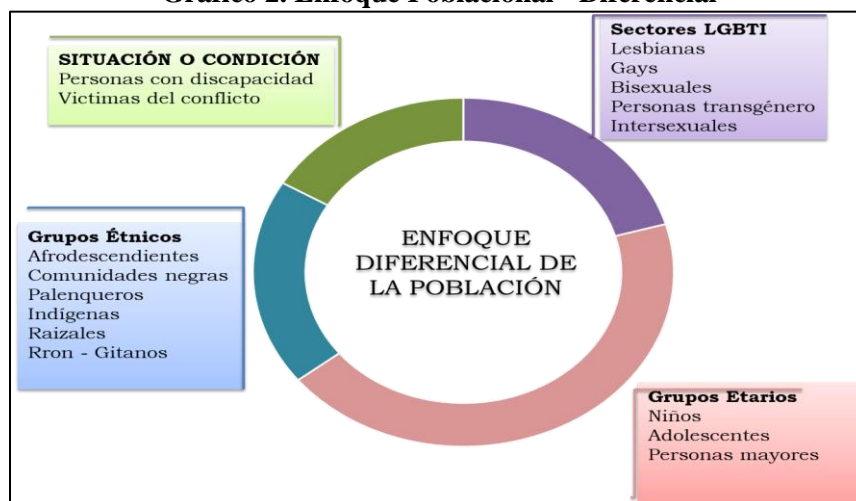 Gráfico 2. Enfoque Poblacional - Diferencial
SITUACIÓN O CONDICIÓN
Personas con discapacidad
Victimas del conflicto
Sectores LGBTI
Lesbianas
Gays
Bisexuales
Personas transgénero
Intersexuales
Grupos Étnicos
Afrodescendientes
Comunidades negras
Palenqueros
Indígenas
Raizales
Rron - Gitanos
ENFOQUE
DIFERENCIAL DE
LA POBLACIÓN
Grupos Etarios
Niños
Adolescentes
Personas mayores